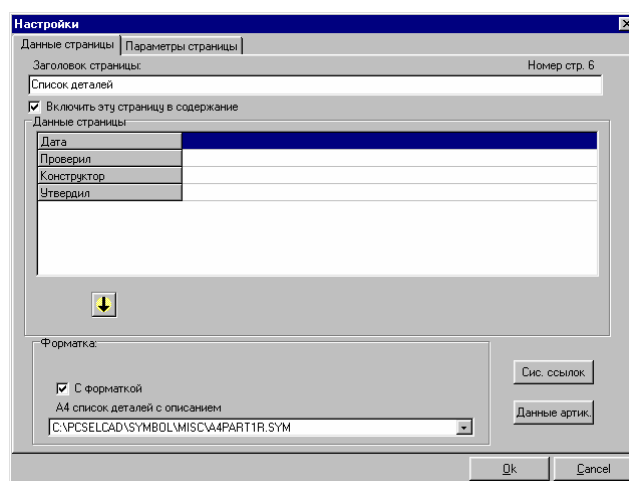 Настройки
Данные страницы Параметры страницы
Заголовок страницы: Номер стр. 6
Список деталей
Включить эту страницу в содержание
Данные страницы
Дата
Проверил
Конструктор
Утвердил
Форматка:
С форматкой
А4 список деталей с описанием
C:\PCSELCAD\SYMBOL\MISC\A4PART1R.SYM
Сис. ссылок
Данные артик.
Ok Cancel